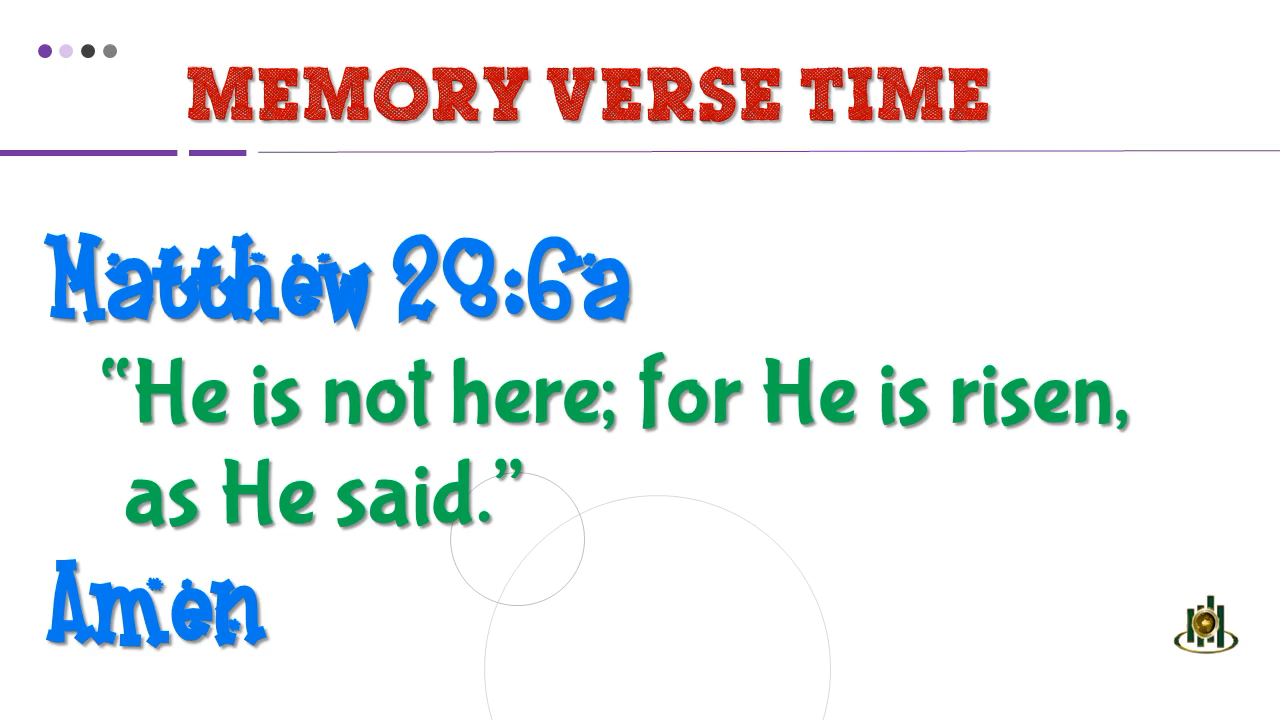 MEMORY VERSE TIME
Matthew 28:6a
“He is not here; for He is risen,
as He said.”
Amen